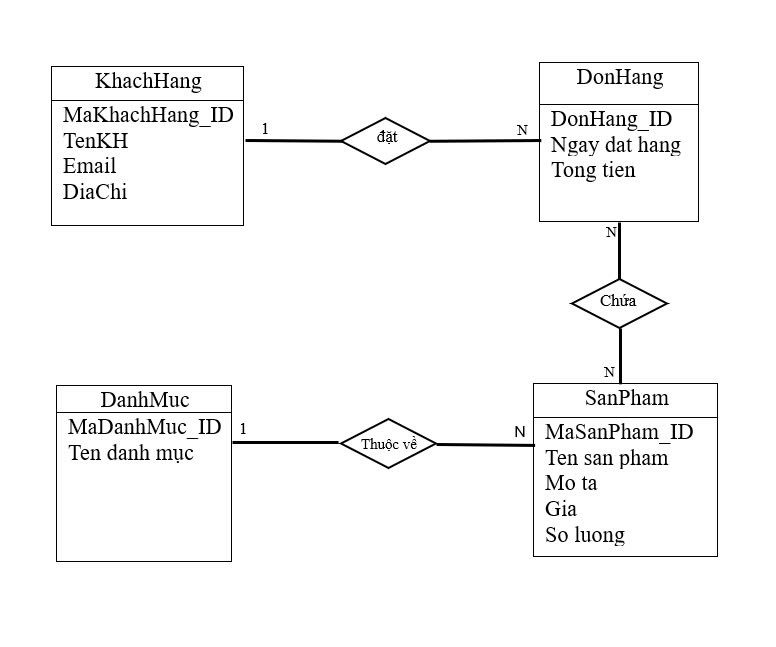 KhachHang
MaKhachHang_ID
TenKH
Email
DiaChi
1
đặt
N
DonHang
DonHang_ID
Ngay dat hang
Tong tien
N
Chứa
N
DanhMuc
MaDanhMuc_ID
Ten danh mục
1
Thuộc về
N
SanPham
MaSanPham_ID
Ten san pham
Mo ta
Gia
So luong